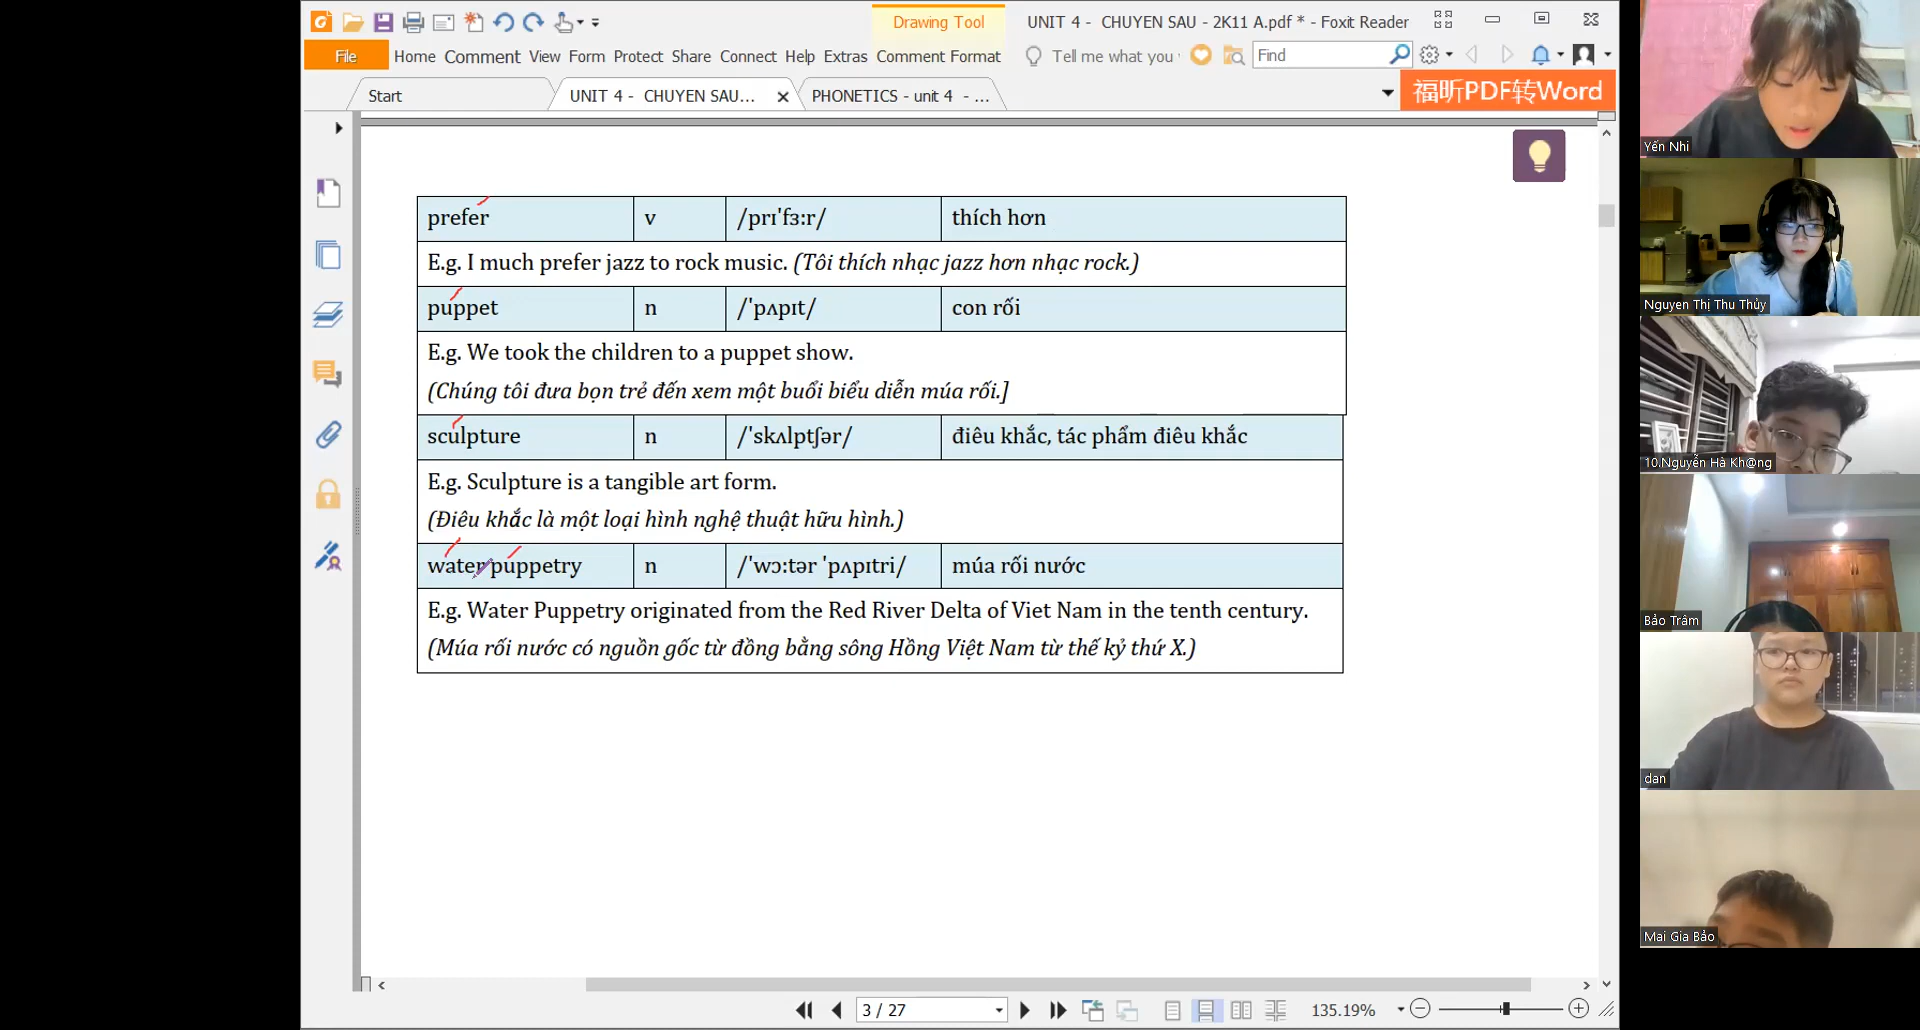 Drawing Tool
UNIT 4 - CHUYEN SAU - 2K11 A.pdf * - Foxit Reader
File Home Comment View Form Protect Share Connect Help Extras Comment Format Tell me what you Find
Start UNIT 4 - CHUYEN SAU... PHONETICS - unit 4 - ... 福昕PDF转Word
prefer v /prɪ'fɜ:r/ thích hơn
E.g. I much prefer jazz to rock music. (Tôi thích nhạc jazz hơn nhạc rock.)
puppet n /'pʌpɪt/ con rối
E.g. We took the children to a puppet show.
(Chúng tôi đưa bọn trẻ đến xem một buổi biểu diễn múa rối.]
sculpture n /'skʌlptʃər/ điêu khắc, tác phẩm điêu khắc
E.g. Sculpture is a tangible art form.
(Điêu khắc là một loại hình nghệ thuật hữu hình.)
water puppetry n /'wɔ:tər 'pʌpɪtri/ múa rối nước
E.g. Water Puppetry originated from the Red River Delta of Viet Nam in the tenth century.
(Múa rối nước có nguồn gốc từ đồng bằng sông Hồng Việt Nam từ thế kỷ thứ X.)
3 / 27 135.19%
Yến Nhi
Nguyen Thị Thu Thủy
10.Nguyễn Hà Kh@ng
Bảo Trâm
dan
Mai Gia Bảo